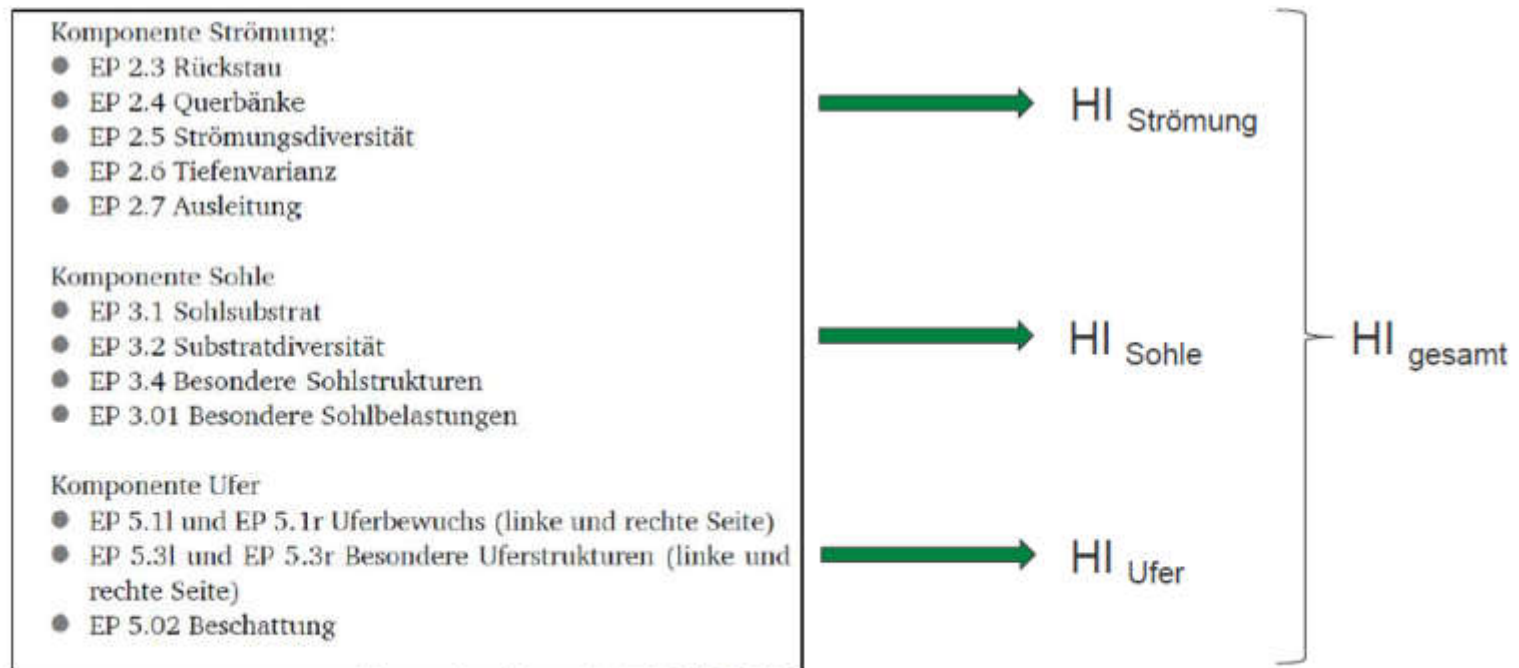 Komponente Strömung:
● EP 2.3 Rückstau
● EP 2.4 Querbänke
● EP 2.5 Strömungsdiversität
● EP 2.6 Tiefenvarianz
● EP 2.7 Ausleitung
HI Strömung
Komponente Sohle
● EP 3.1 Sohlsubstrat
● EP 3.2 Substratdiversität
● EP 3.4 Besondere Sohlstrukturen
● EP 3.01 Besondere Sohlbelastungen
HI Sohle
Komponente Ufer
● EP 5.1l und EP 5.1r Uferbewuchs (linke und rechte Seite)
● EP 5.3l und EP 5.3r Besondere Uferstrukturen (linke und
rechte Seite)
● EP 5.02 Beschattung
HI Ufer
HI gesamt